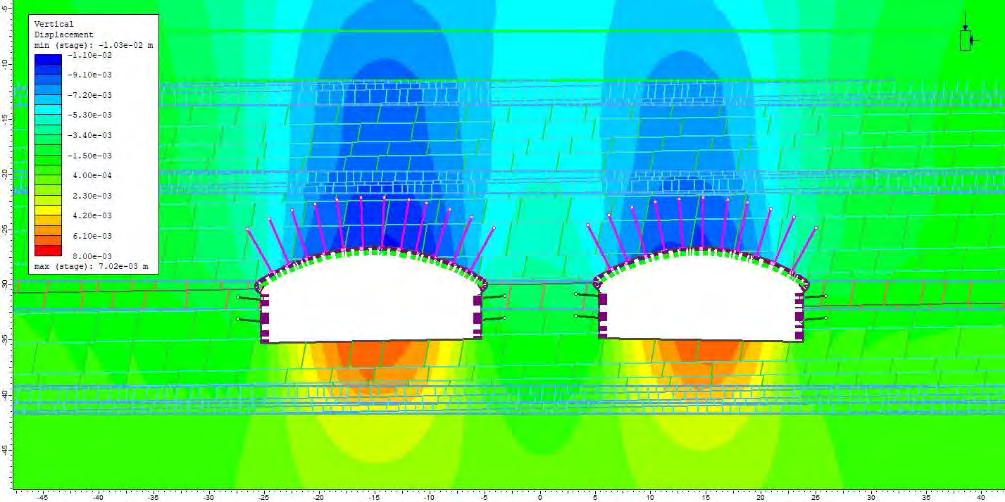 Vertical
Displacement
min (stage): -1.03e-02 m
-1.10e-02
-9.10e-03
-7.20e-03
-5.30e-03
-3.40e-03
-1.50e-03
4.00e-04
2.30e-03
4.20e-03
6.10e-03
8.00e-03
max (stage): 7.02e-03 m
-5
-10
-15
-20
-25
-30
-35
-40
-45
-45 -40 -35 -30 -25 -20 -15 -10 -5 0 5 10 15 20 25 30 35 40